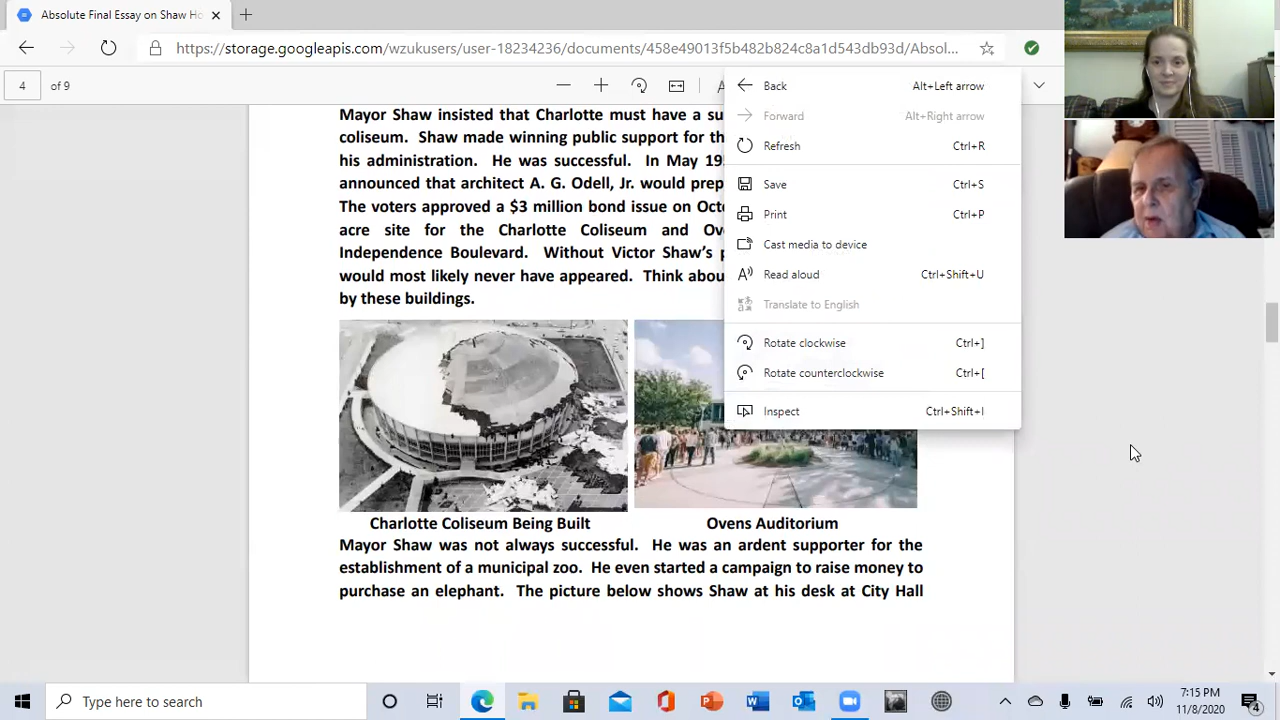 Absolute Final Essay on Shaw Ho
https://storage.googleapis.com/wzukusers/user-18234236/documents/458e49013f5b482b824c8a1d543db93d/Absol...
4 of 9
Back Alt+Left arrow
Forward Alt+Right arrow
Refresh Ctrl+R
Save Ctrl+S
Print Ctrl+P
Cast media to device
Read aloud Ctrl+Shift+U
Translate to English
Rotate clockwise Ctrl+]
Rotate counterclockwise Ctrl+[
Inspect Ctrl+Shift+I
Mayor Shaw insisted that Charlotte must have a
coliseum. Snaw made winning public support for
his administration. He was successful. In May
announced that architect A. G. Odell, Jr. would
The voters approved a $3 million bond issue on
acre site for the Charlotte Coliseum and
Independence Boulevard. Without Victor Shaw's
would most likely never have appeared. Think
by these buildings.
Charlotte Coliseum Being Built Ovens Auditorium
Mayor Shaw was not always successful. He was an ardent supporter for the
establishment of a municipal zoo. He even started a campaign to raise money to
purchase an elephant. The picture below shows Shaw at his desk at City Hall
Type here to search
7:15 PM
11/8/2020
4